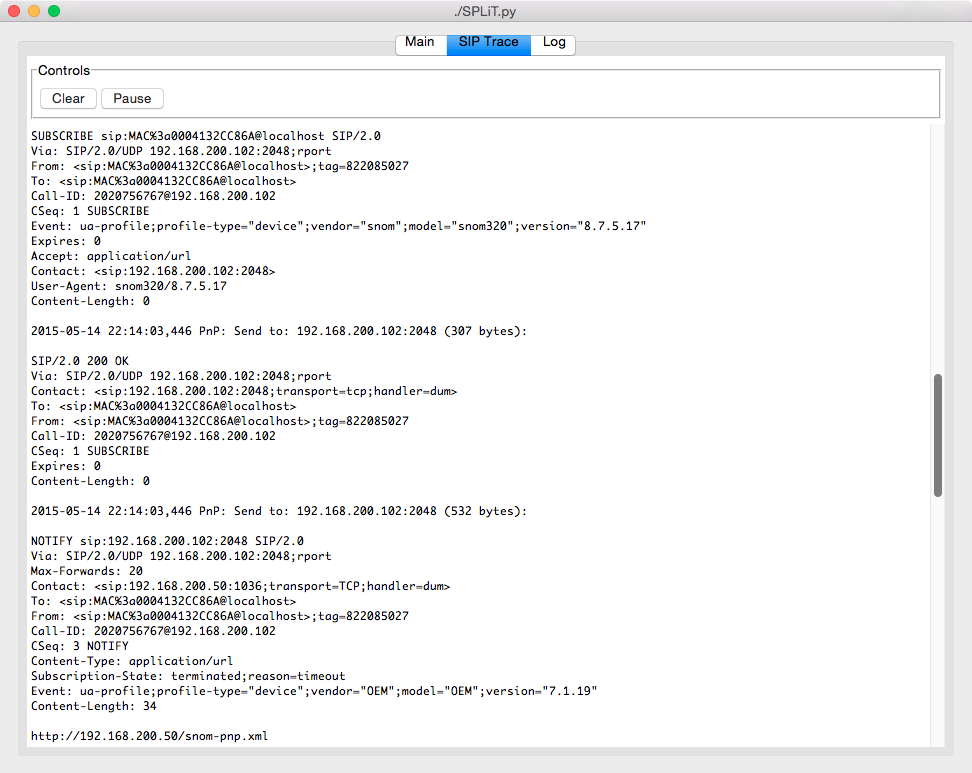 ./SPLiT.py
Main SIP Trace Log
Controls
Clear Pause
SUBSCRIBE sip:MAC%3a0004132CC86A@localhost SIP/2.0
Via: SIP/2.0/UDP 192.168.200.102:2048;rport
From: <sip:MAC%3a0004132CC86A@localhost>;tag=822085027
To: <sip:MAC%3a0004132CC86A@localhost>
Call-ID: 2020756767@192.168.200.102
CSeq: 1 SUBSCRIBE
Event: ua-profile;profile-type="device";vendor="snom";model="snom320";version="8.7.5.17"
Expires: 0
Accept: application/url
Contact: <sip:192.168.200.102:2048>
User-Agent: snom320/8.7.5.17
Content-Length: 0
2015-05-14 22:14:03,446 PnP: Send to: 192.168.200.102:2048 (307 bytes):
SIP/2.0 200 OK
Via: SIP/2.0/UDP 192.168.200.102:2048;rport
Contact: <sip:192.168.200.102:2048;transport=tcp;handler=dum>
To: <sip:MAC%3a0004132CC86A@localhost>
From: <sip:MAC%3a0004132CC86A@localhost>;tag=822085027
Call-ID: 2020756767@192.168.200.102
CSeq: 1 SUBSCRIBE
Expires: 0
Content-Length: 0
2015-05-14 22:14:03,446 PnP: Send to: 192.168.200.102:2048 (532 bytes):
NOTIFY sip:192.168.200.102:2048 SIP/2.0
Via: SIP/2.0/UDP 192.168.200.102:2048;rport
Max-Forwards: 20
Contact: <sip:192.168.200.50:1036;transport=TCP;handler=dum>
To: <sip:MAC%3a0004132CC86A@localhost>
From: <sip:MAC%3a0004132CC86A@localhost>;tag=822085027
Call-ID: 2020756767@192.168.200.102
CSeq: 3 NOTIFY
Content-Type: application/url
Subscription-State: terminated;reason=timeout
Event: ua-profile;profile-type="device";vendor="OEM";model="OEM";version="7.1.19"
Content-Length: 34
http://192.168.200.50/snom-pnp.xml